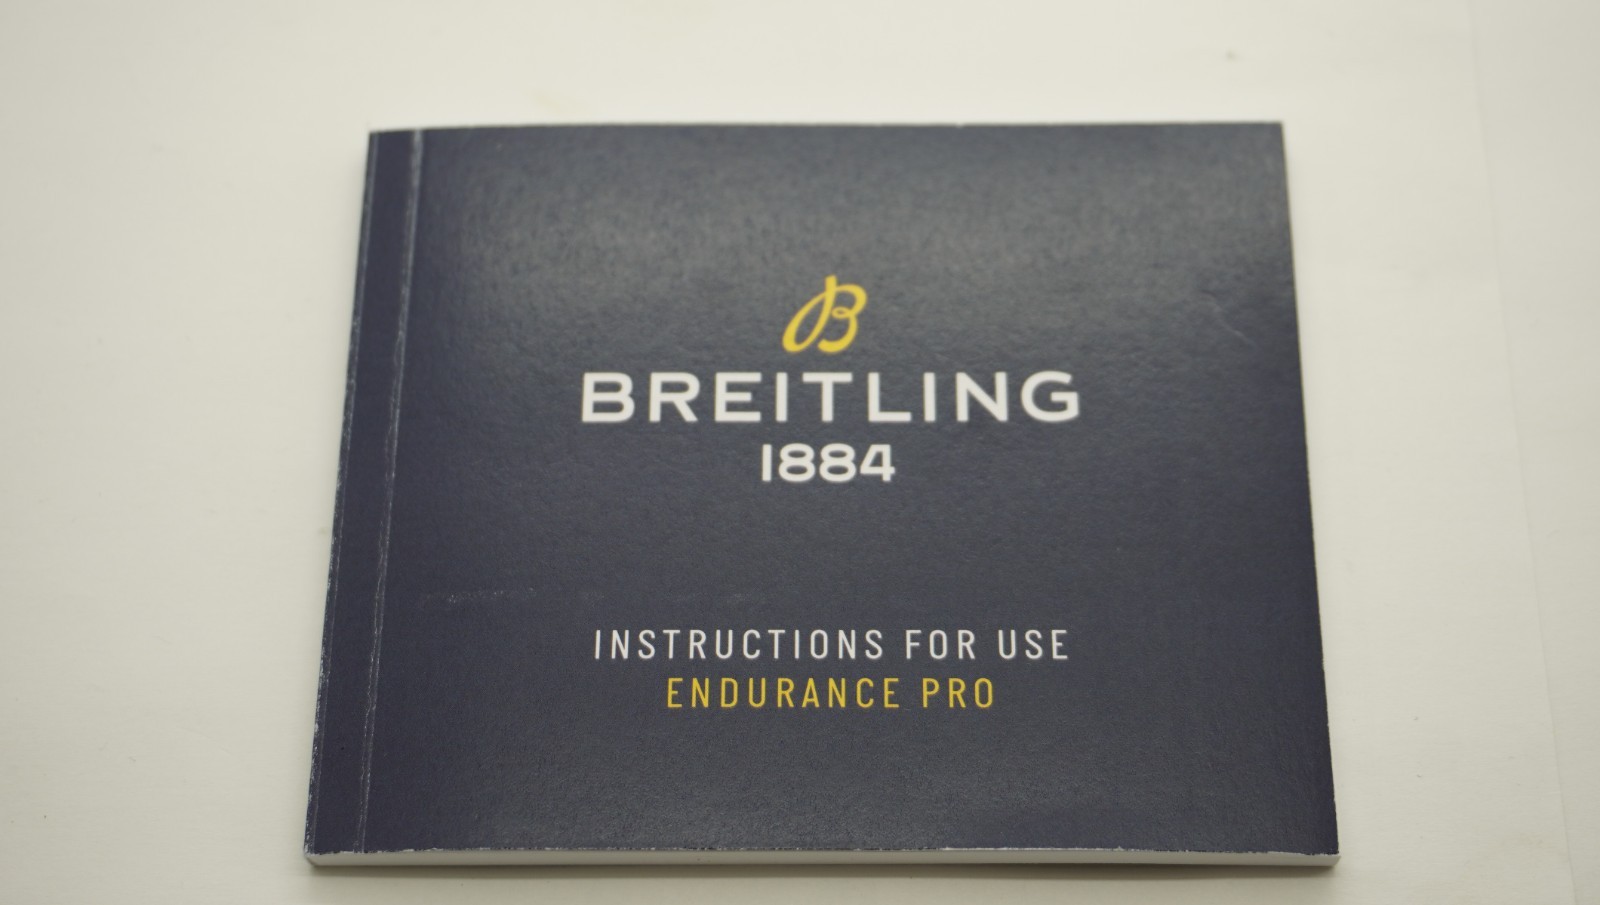 B
BREITLING
1884
INSTRUCTIONS FOR USE
ENDURANCE PRO